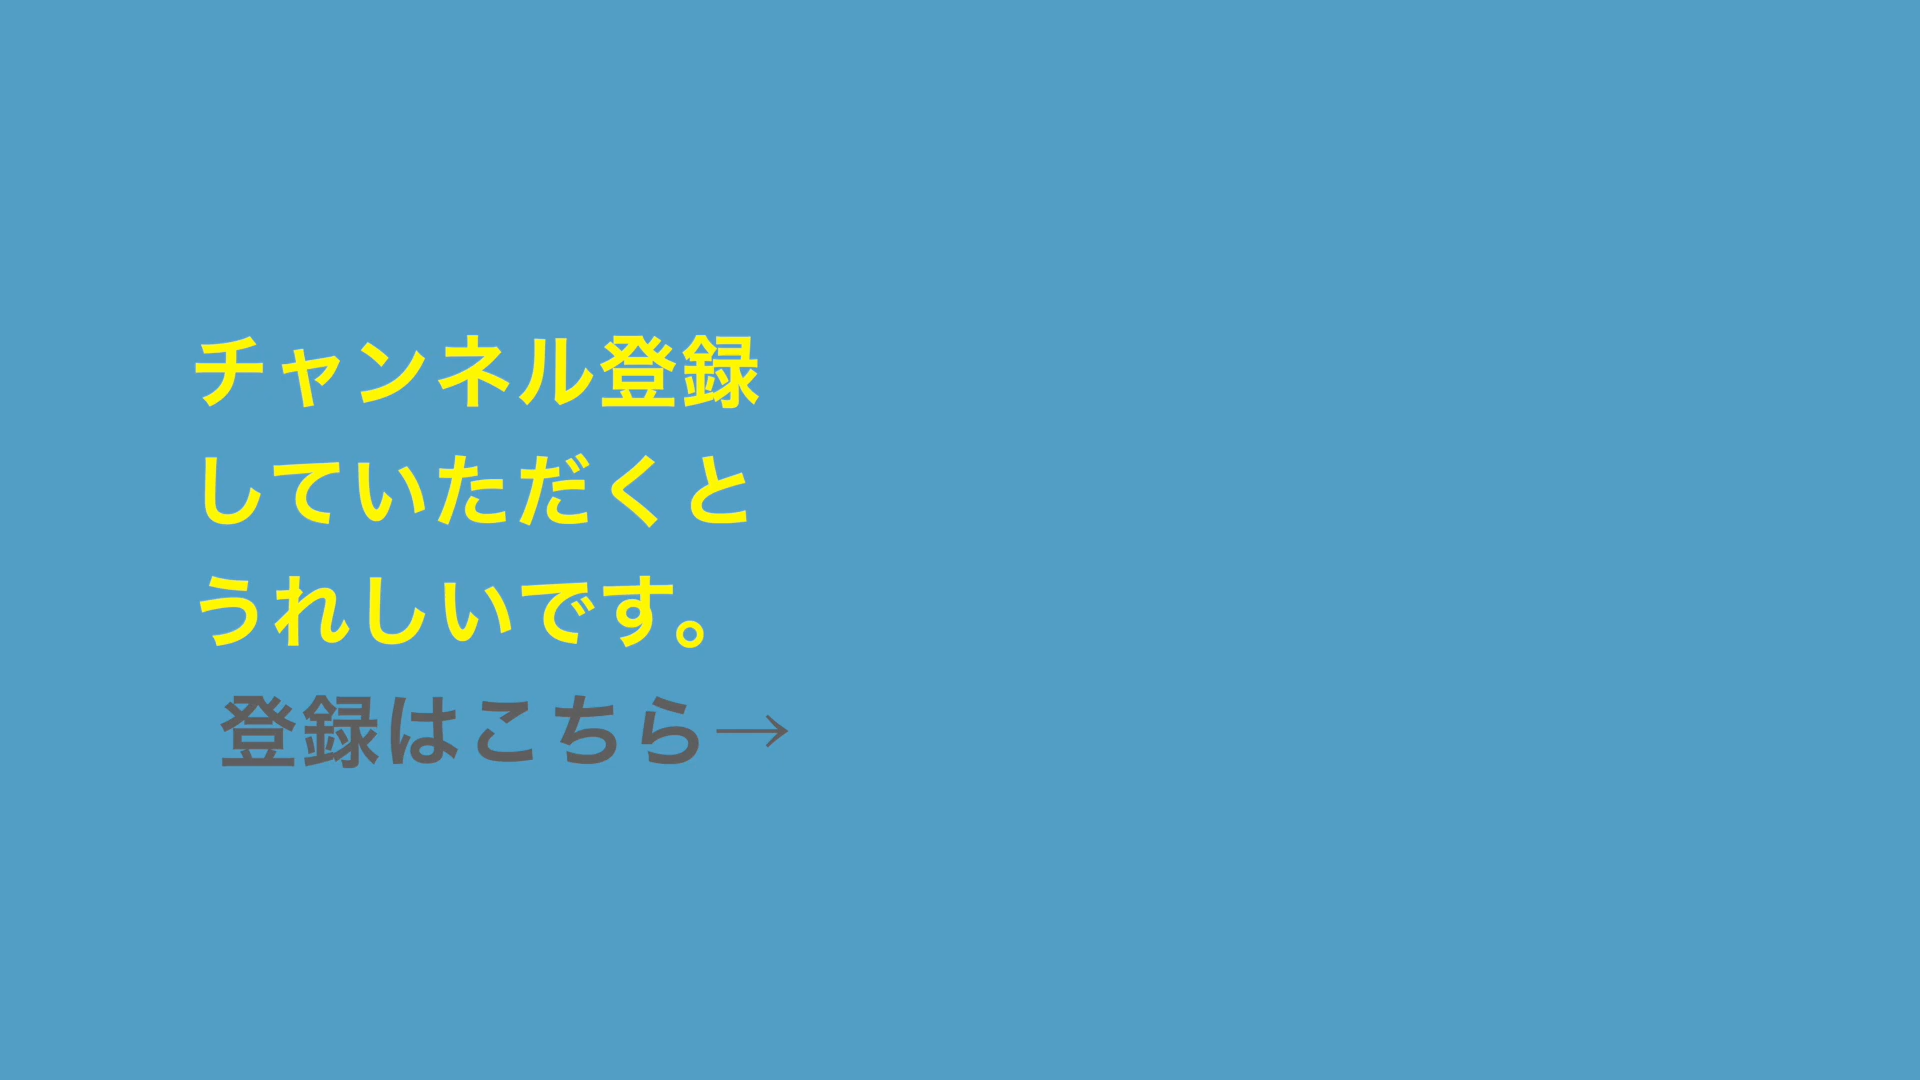 チャンネル登録
していただくと
うれしいです。
登録はこちら→